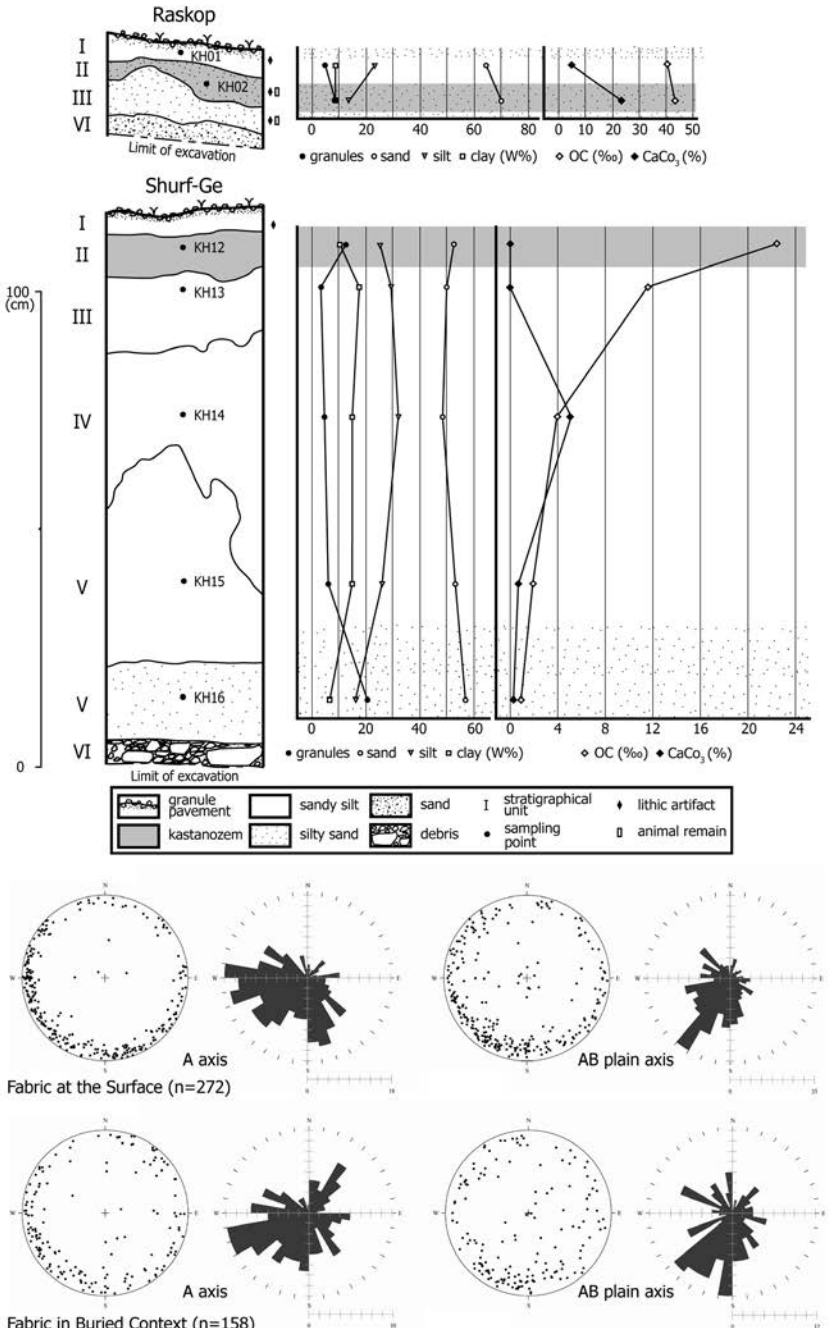 Raskop
I
KH01
II
KH02
III
VI
Limit of excavation
0 20 40 60 80 0 10 20 30 40 50
granules sand silt clay (W%) OC (‰) CaCo3 (%)
Shurf-Ge
I
KH12
II
100
(cm)
KH13
III
IV
KH14
V
KH15
KH16
V
VI
0
Limit of excavation
0 20 40 60 0 4 8 12 16 20 24
granules sand silt clay (W%) OC (‰) CaCo3 (%)
granule pavement
sandy silt
sand
I stratigraphical unit
lithic artifact
kastanozem
silty sand
debris
sampling point
animal remain
N N N N
W E W E W E W E
S S S S
A axis
AB plain axis
Fabric at the Surface (n=272)
N N N N
W E W E W E W E
S S S S
A axis
AB plain axis
Fabric in Buried Context (n=158)